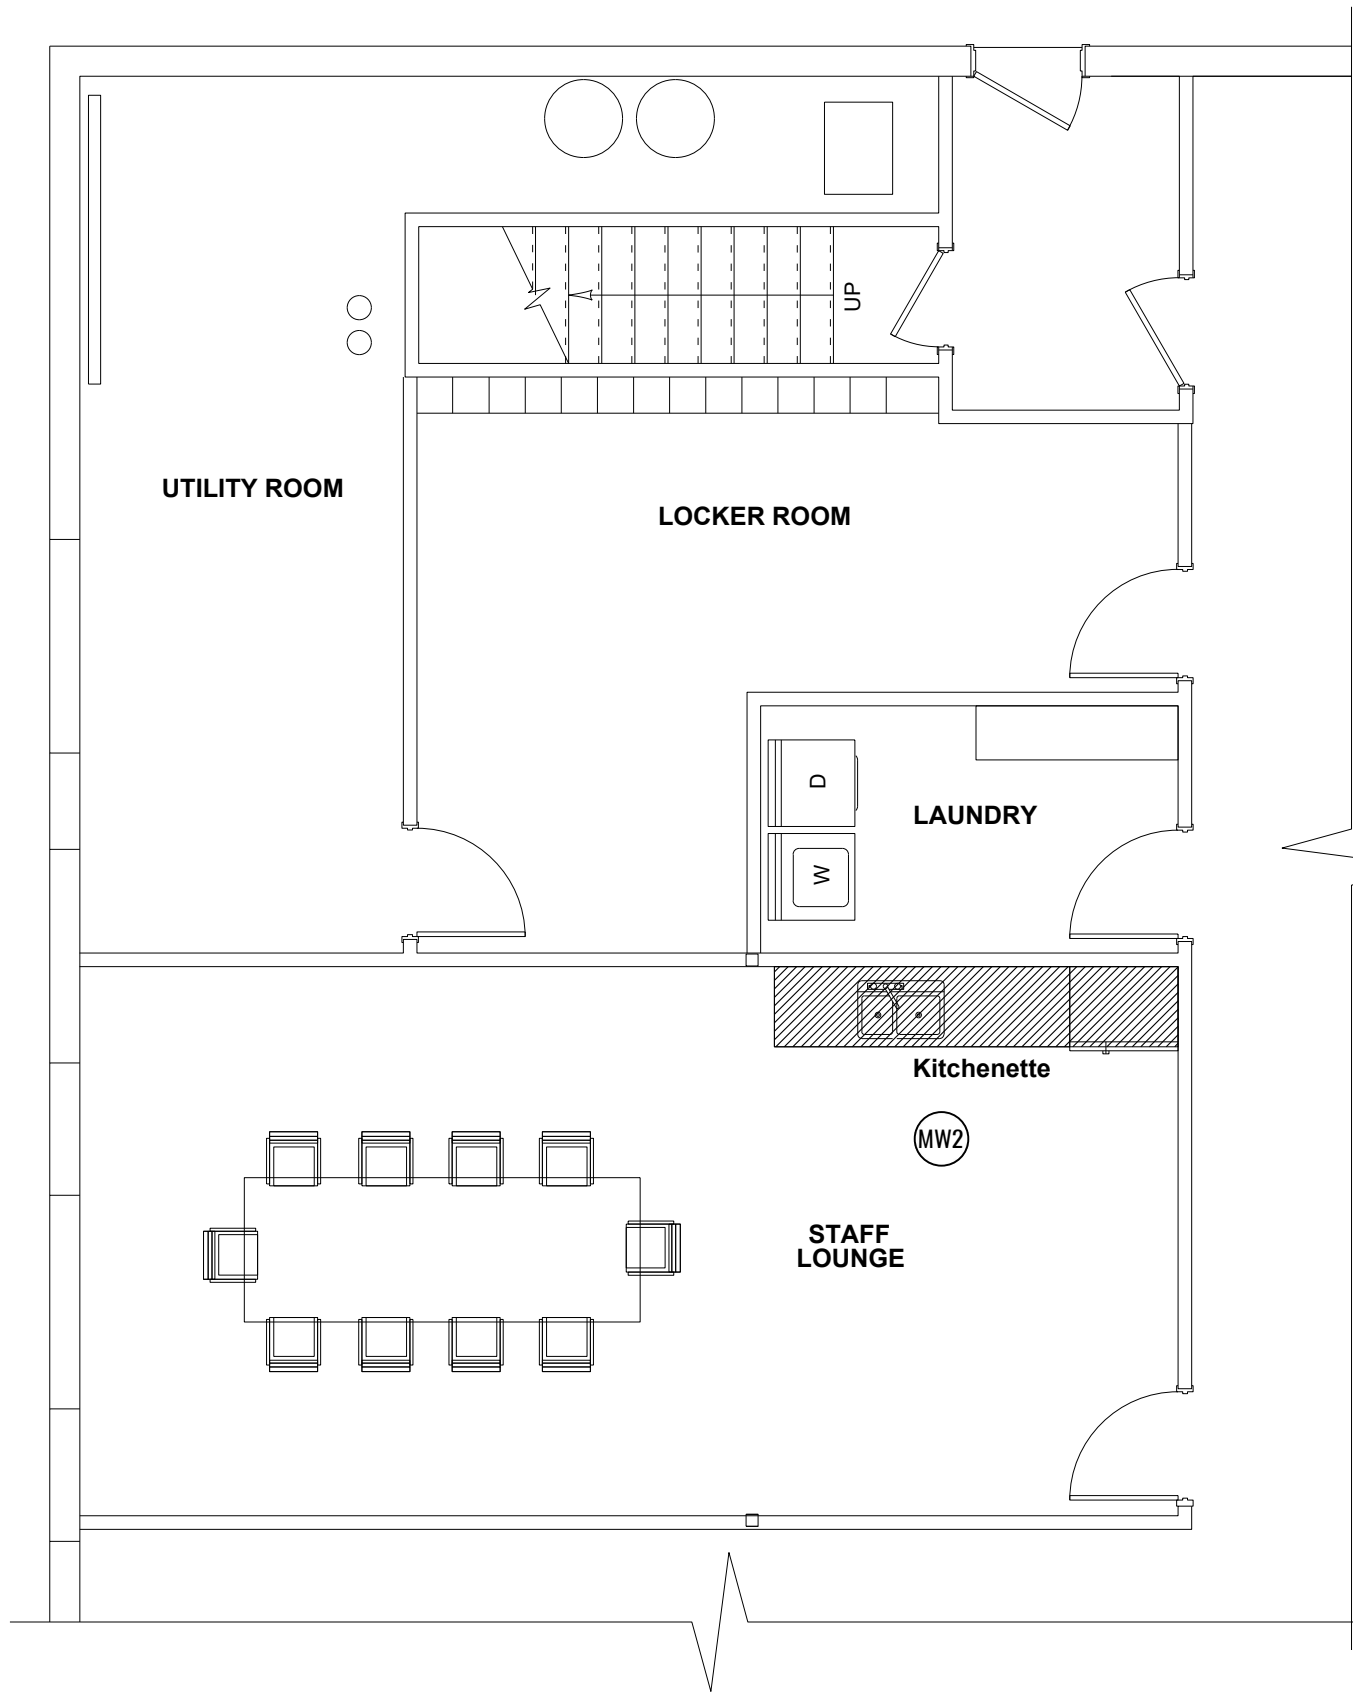 UP
UTILITY ROOM
LOCKER ROOM
D
LAUNDRY
W
Kitchenette
MW2
STAFF
LOUNGE